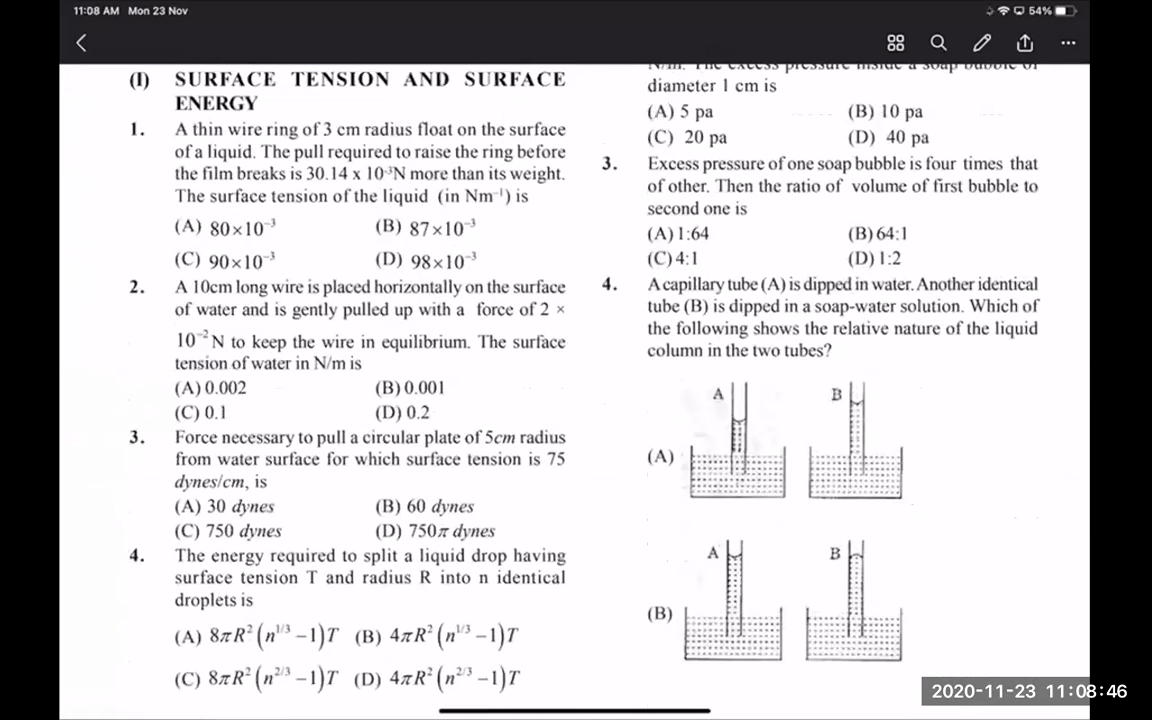 11:08 AM Mon 23 Nov
54%
(I) SURFACE TENSION AND SURFACE
ENERGY
1. A thin wire ring of 3 cm radius float on the surface
of a liquid. The pull required to raise the ring before
the film breaks is 30.14 x 10⁻³N more than its weight.
The surface tension of the liquid (in Nm⁻¹) is
(A) 80×10⁻³ (B) 87×10⁻³
(C) 90×10⁻³ (D) 98×10⁻³
2. A 10cm long wire is placed horizontally on the surface
of water and is gently pulled up with a force of 2 ×
10⁻²N to keep the wire in equilibrium. The surface
tension of water in N/m is
(A) 0.002 (B) 0.001
(C) 0.1 (D) 0.2
3. Force necessary to pull a circular plate of 5cm radius
from water surface for which surface tension is 75
dynes/cm, is
(A) 30 dynes (B) 60 dynes
(C) 750 dynes (D) 750π dynes
4. The energy required to split a liquid drop having
surface tension T and radius R into n identical
droplets is
(A) 8πR²(n^1/3 −1)T (B) 4πR²(n^1/3 −1)T
(C) 8πR²(n^2/3 −1)T (D) 4πR²(n^2/3 −1)T
N/m. The excess pressure inside a soap bubble of
diameter 1 cm is
(A) 5 pa (B) 10 pa
(C) 20 pa (D) 40 pa
3. Excess pressure of one soap bubble is four times that
of other. Then the ratio of volume of first bubble to
second one is
(A) 1:64 (B) 64:1
(C) 4:1 (D) 1:2
4. A capillary tube (A) is dipped in water. Another identical
tube (B) is dipped in a soap-water solution. Which of
the following shows the relative nature of the liquid
column in the two tubes?
A B
(A)
A B
(B)
2020-11-23 11:08:46